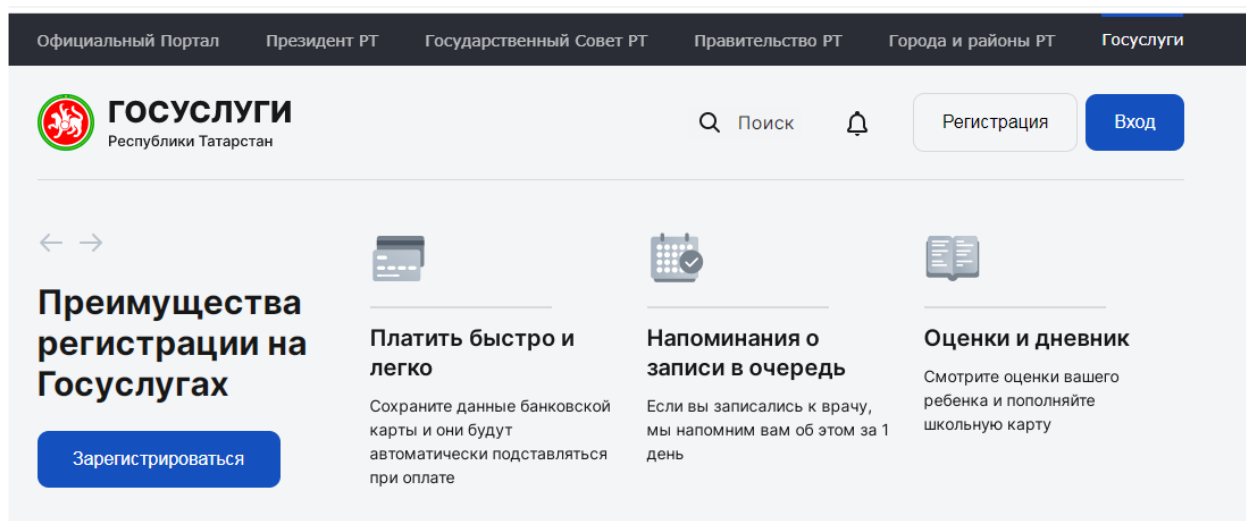 Официальный Портал Президент РТ Государственный Совет РТ Правительство РТ Города и районы РТ Госуслуги
ГОСУСЛУГИ
Республики Татарстан
Поиск Регистрация Вход
Преимущества
регистрации на
Госуслугах
Зарегистрироваться
Платить быстро и
легко
Сохраните данные банковской
карты и они будут
автоматически подставляться
при оплате
Напоминания о
записи в очередь
Если вы записались к врачу,
мы напомним вам об этом за 1
день
Оценки и дневник
Смотрите оценки вашего
ребенка и пополняйте
школьную карту